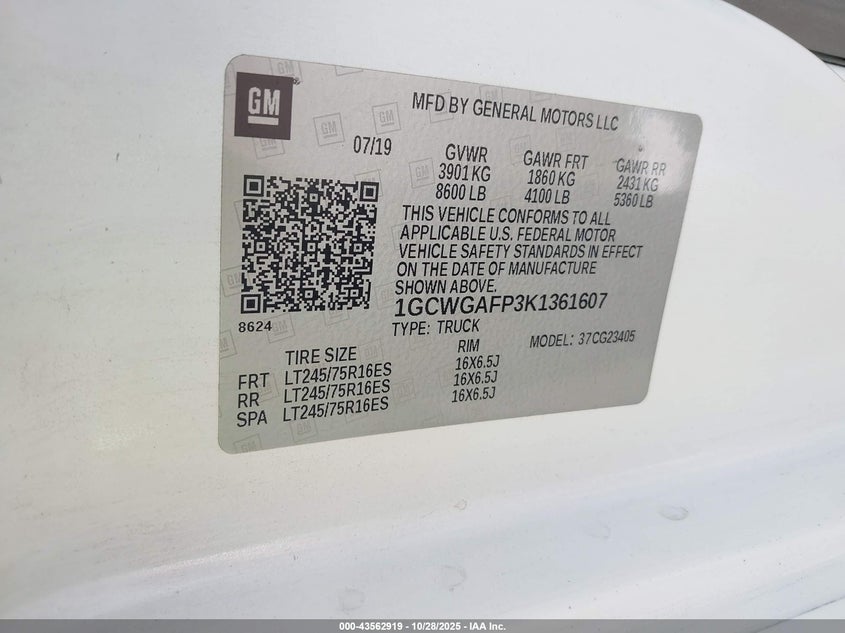 GM
MFD BY GENERAL MOTORS LLC
07/19
GVWR GAWR FRT GAWR RR
3901 KG 1860 KG 2431 KG
8600 LB 4100 LB 5360 LB
THIS VEHICLE CONFORMS TO ALL
APPLICABLE U.S. FEDERAL MOTOR
VEHICLE SAFETY STANDARDS IN EFFECT
ON THE DATE OF MANUFACTURE
SHOWN ABOVE.
1GCWGAFP3K1361607
8624
TYPE: TRUCK MODEL: 37CG23405
TIRE SIZE RIM
FRT LT245/75R16ES 16X6.5J
RR LT245/75R16ES 16X6.5J
SPA LT245/75R16ES 16X6.5J
000-43562919 - 10/28/2025 - IAA Inc.